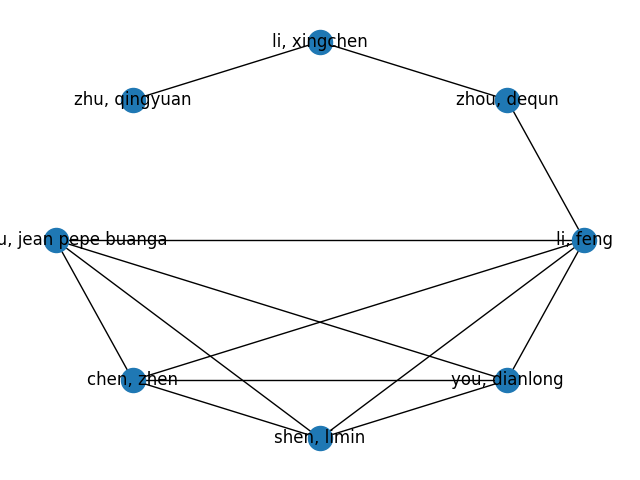 li, xingchen
zhu, qingyuan
zhou, dequn
u, jean pepe buanga
li, feng
chen, zhen
you, dianlong
shen, limin